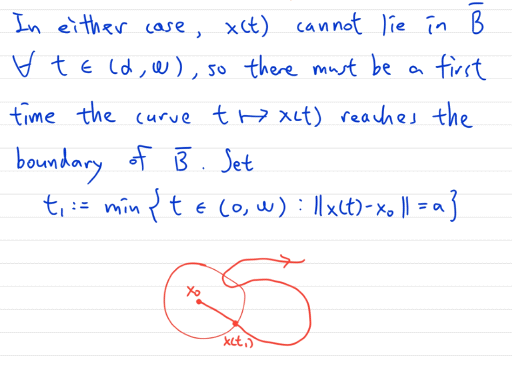 In either case, x(t) cannot lie in B̅
∀ t ∈ (α, ω), so there must be a first
time the curve t ↦ x(t) reaches the
boundary of B̅. Set
t₁ := min { t ∈ (0, ω) : ||x(t)-x₀|| = a }
x₀
x(t₁)